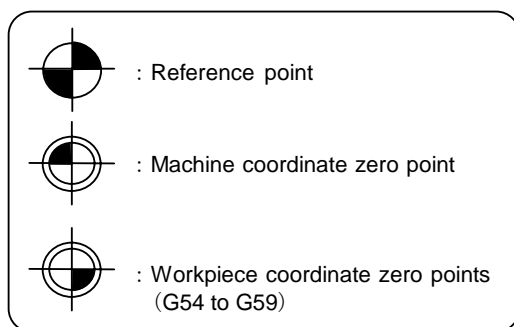 : Reference point
: Machine coordinate zero point
: Workpiece coordinate zero points
(G54 to G59)